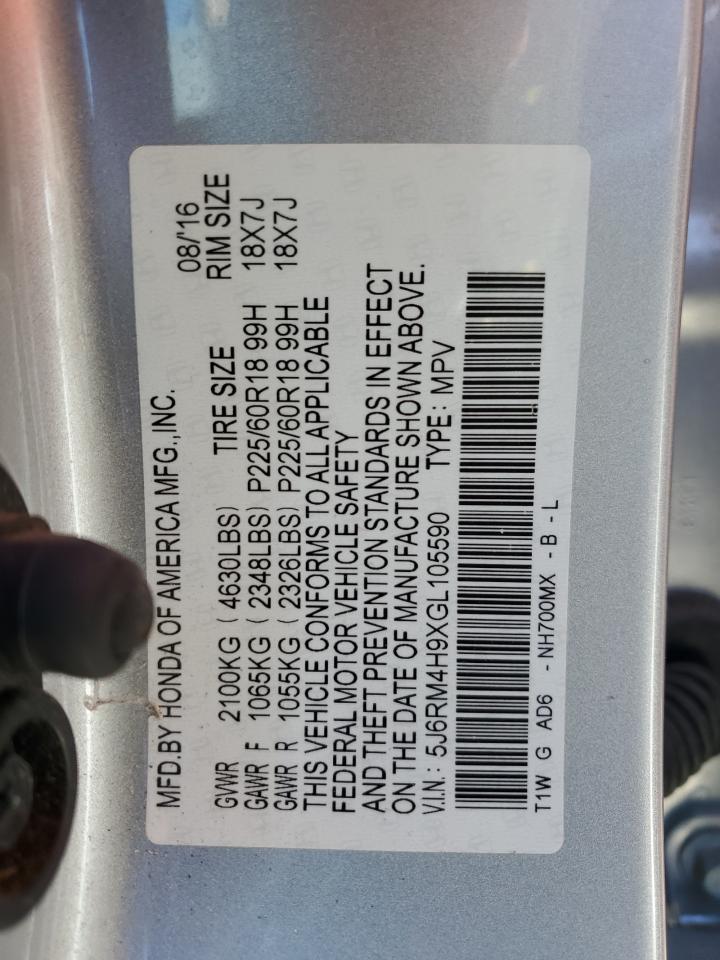 MFD.BY HONDA OF AMERICA MFG.,INC. 08/'16
GVWR 2100KG ( 4630LBS) TIRE SIZE RIM SIZE
GAWR F 1065KG ( 2348LBS) P225/60R18 99H 18X7J
GAWR R 1055KG ( 2326LBS) P225/60R18 99H 18X7J
THIS VEHICLE CONFORMS TO ALL APPLICABLE
FEDERAL MOTOR VEHICLE SAFETY
AND THEFT PREVENTION STANDARDS IN EFFECT
ON THE DATE OF MANUFACTURE SHOWN ABOVE.
V.I.N.: 5J6RM4H9XGL105590 TYPE: MPV
T1W G AD6 - NH700MX - B - L